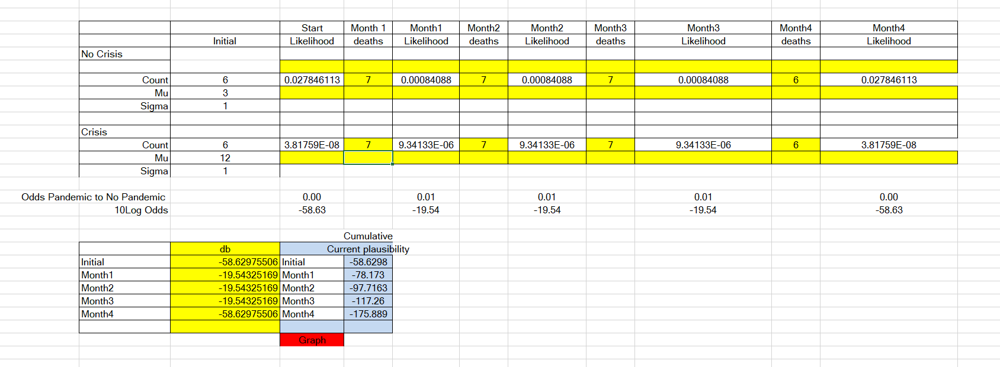 Start Month 1 Month1 Month2 Month2 Month3 Month3 Month4 Month4
Initial Likelihood deaths Likelihood deaths Likelihood deaths Likelihood deaths Likelihood
No Crisis
Count 6 0.027846113 7 0.00084088 7 0.00084088 7 0.00084088 6 0.027846113
Mu 3
Sigma 1
Crisis
Count 6 3.81759E-08 7 9.34133E-06 7 9.34133E-06 7 9.34133E-06 6 3.81759E-08
Mu 12
Sigma 1
Odds Pandemic to No Pandemic 0.00 0.01 0.01 0.01 0.00
10Log Odds -58.63 -19.54 -19.54 -19.54 -58.63
Cumulative
db Current plausibility
Initial -58.62975506 Initial -58.6298
Month1 -19.54325169 Month1 -78.173
Month2 -19.54325169 Month2 -97.7163
Month3 -19.54325169 Month3 -117.26
Month4 -58.62975506 Month4 -175.889
Graph